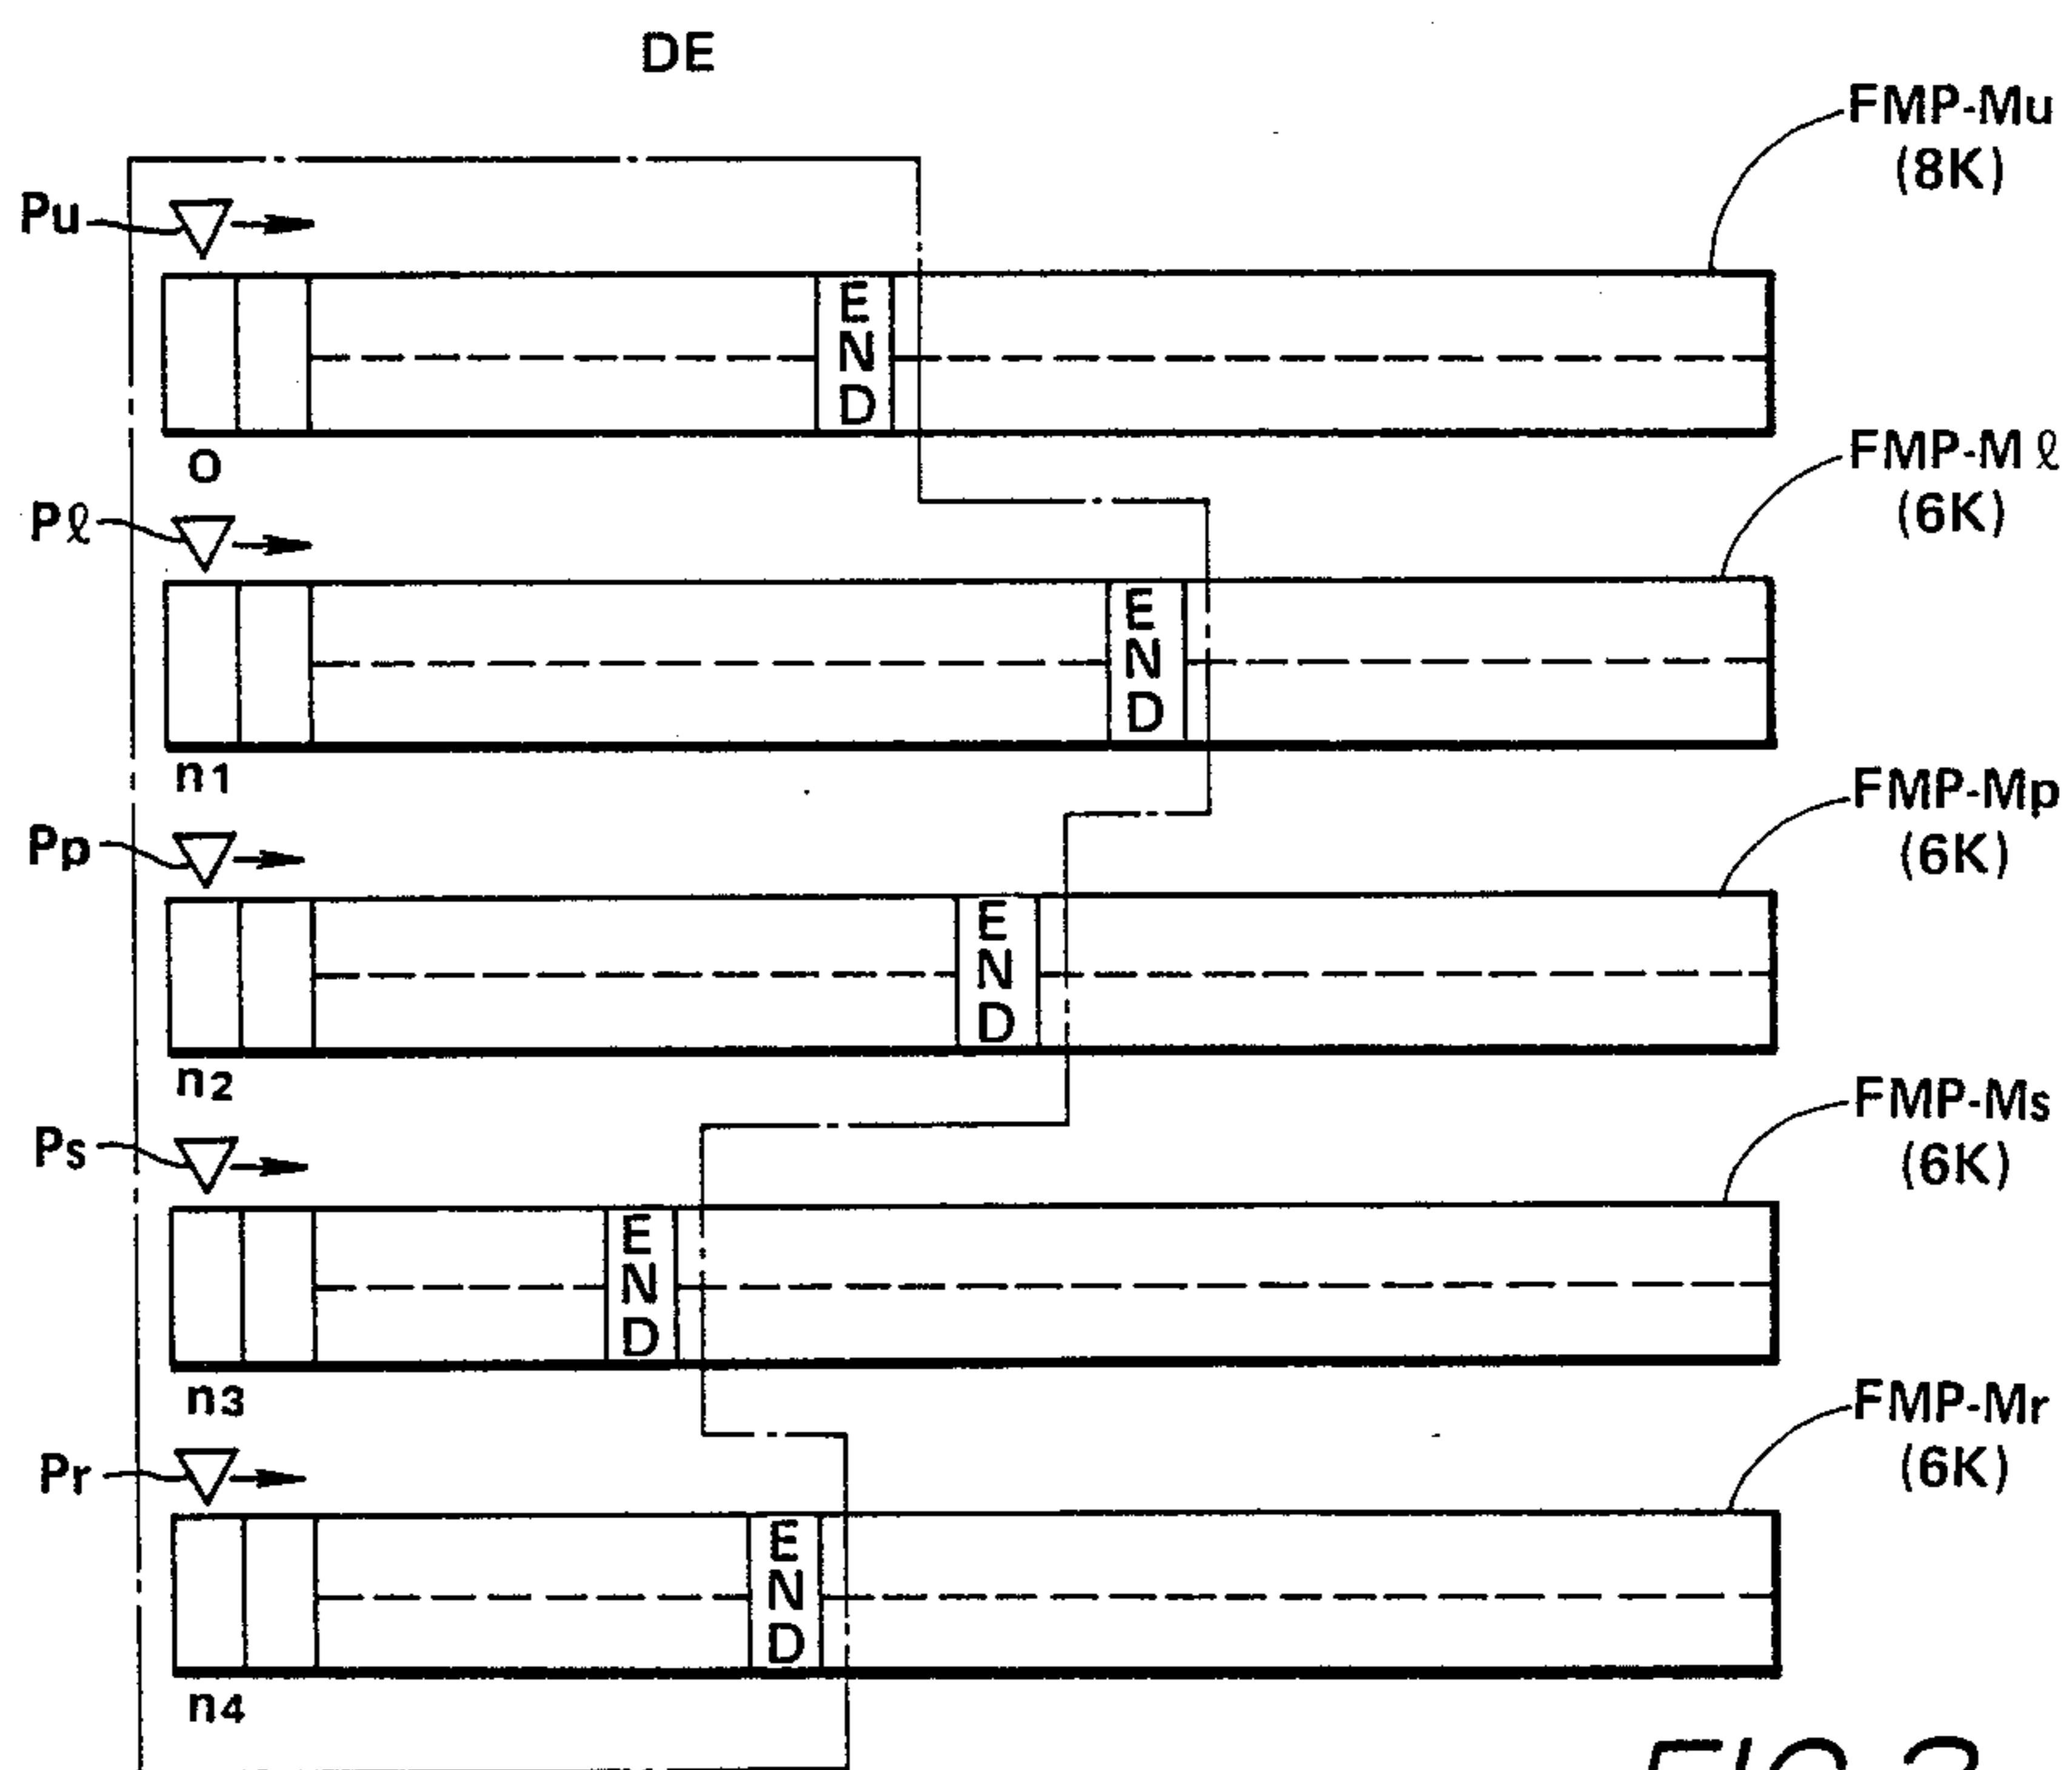 DE
FMP-Mu
(8K)
Pu
END
0
FMP-Mℓ
(6K)
Pℓ
END
n1
FMP-Mp
(6K)
Pp
END
n2
FMP-Ms
(6K)
Ps
END
n3
FMP-Mr
(6K)
Pr
END
n4